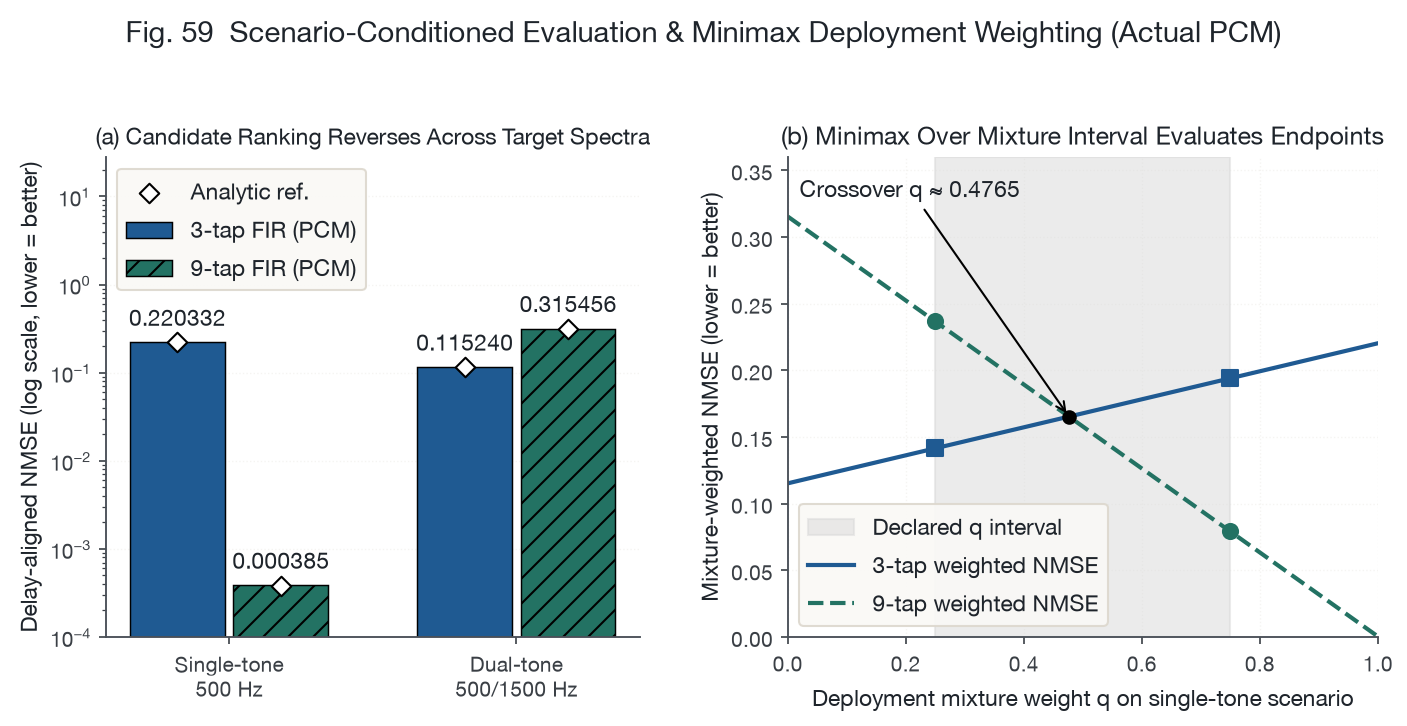 Fig. 59  Scenario-Conditioned Evaluation & Minimax Deployment Weighting (Actual PCM)
(a) Candidate Ranking Reverses Across Target Spectra
Delay-aligned NMSE (log scale, lower = better)
10¹
10⁰
10⁻¹
10⁻²
10⁻³
10⁻⁴
Analytic ref.
3-tap FIR (PCM)
9-tap FIR (PCM)
0.220332
0.000385
0.115240
0.315456
Single-tone
500 Hz
Dual-tone
500/1500 Hz
(b) Minimax Over Mixture Interval Evaluates Endpoints
Mixture-weighted NMSE (lower = better)
0.35
0.30
0.25
0.20
0.15
0.10
0.05
0.00
Crossover q ≈ 0.4765
Declared q interval
3-tap weighted NMSE
9-tap weighted NMSE
0.0
0.2
0.4
0.6
0.8
1.0
Deployment mixture weight q on single-tone scenario